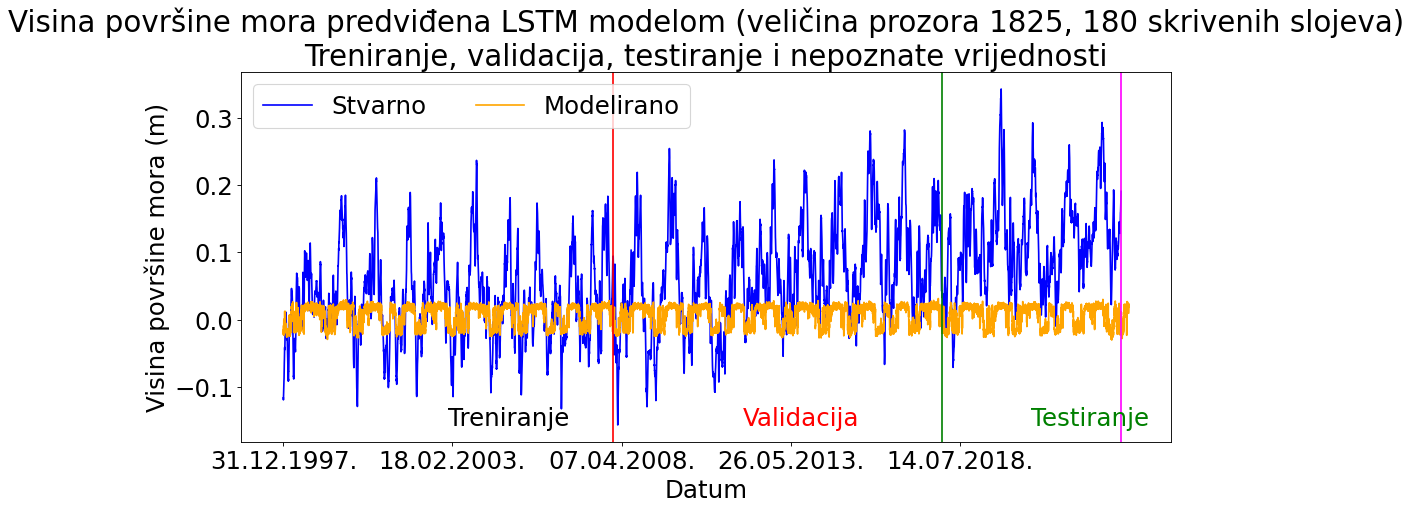 Visina površine mora predviđena LSTM modelom (veličina prozora 1825, 180 skrivenih slojeva)
Treniranje, validacija, testiranje i nepoznate vrijednosti
Stvarno Modelirano
Visina površine mora (m)
0.3
0.2
0.1
0.0
−0.1
Treniranje Validacija Testiranje
31.12.1997. 18.02.2003. 07.04.2008. 26.05.2013. 14.07.2018.
Datum